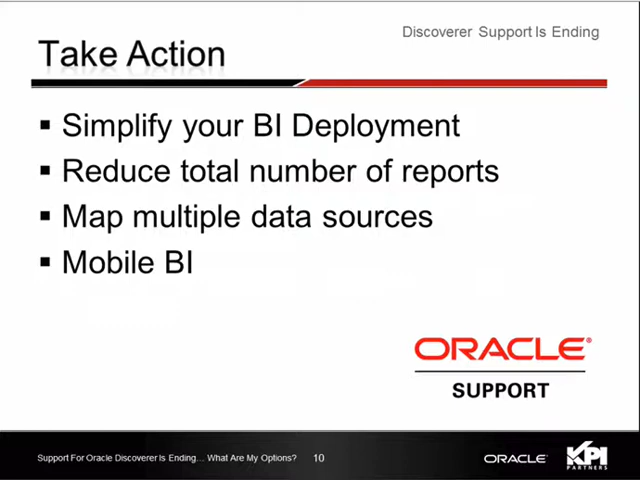 Discoverer Support Is Ending
Take Action
▪ Simplify your BI Deployment
▪ Reduce total number of reports
▪ Map multiple data sources
▪ Mobile BI
ORACLE®
SUPPORT
Support For Oracle Discoverer Is Ending... What Are My Options? 10
ORACLE®
KPI
PARTNERS